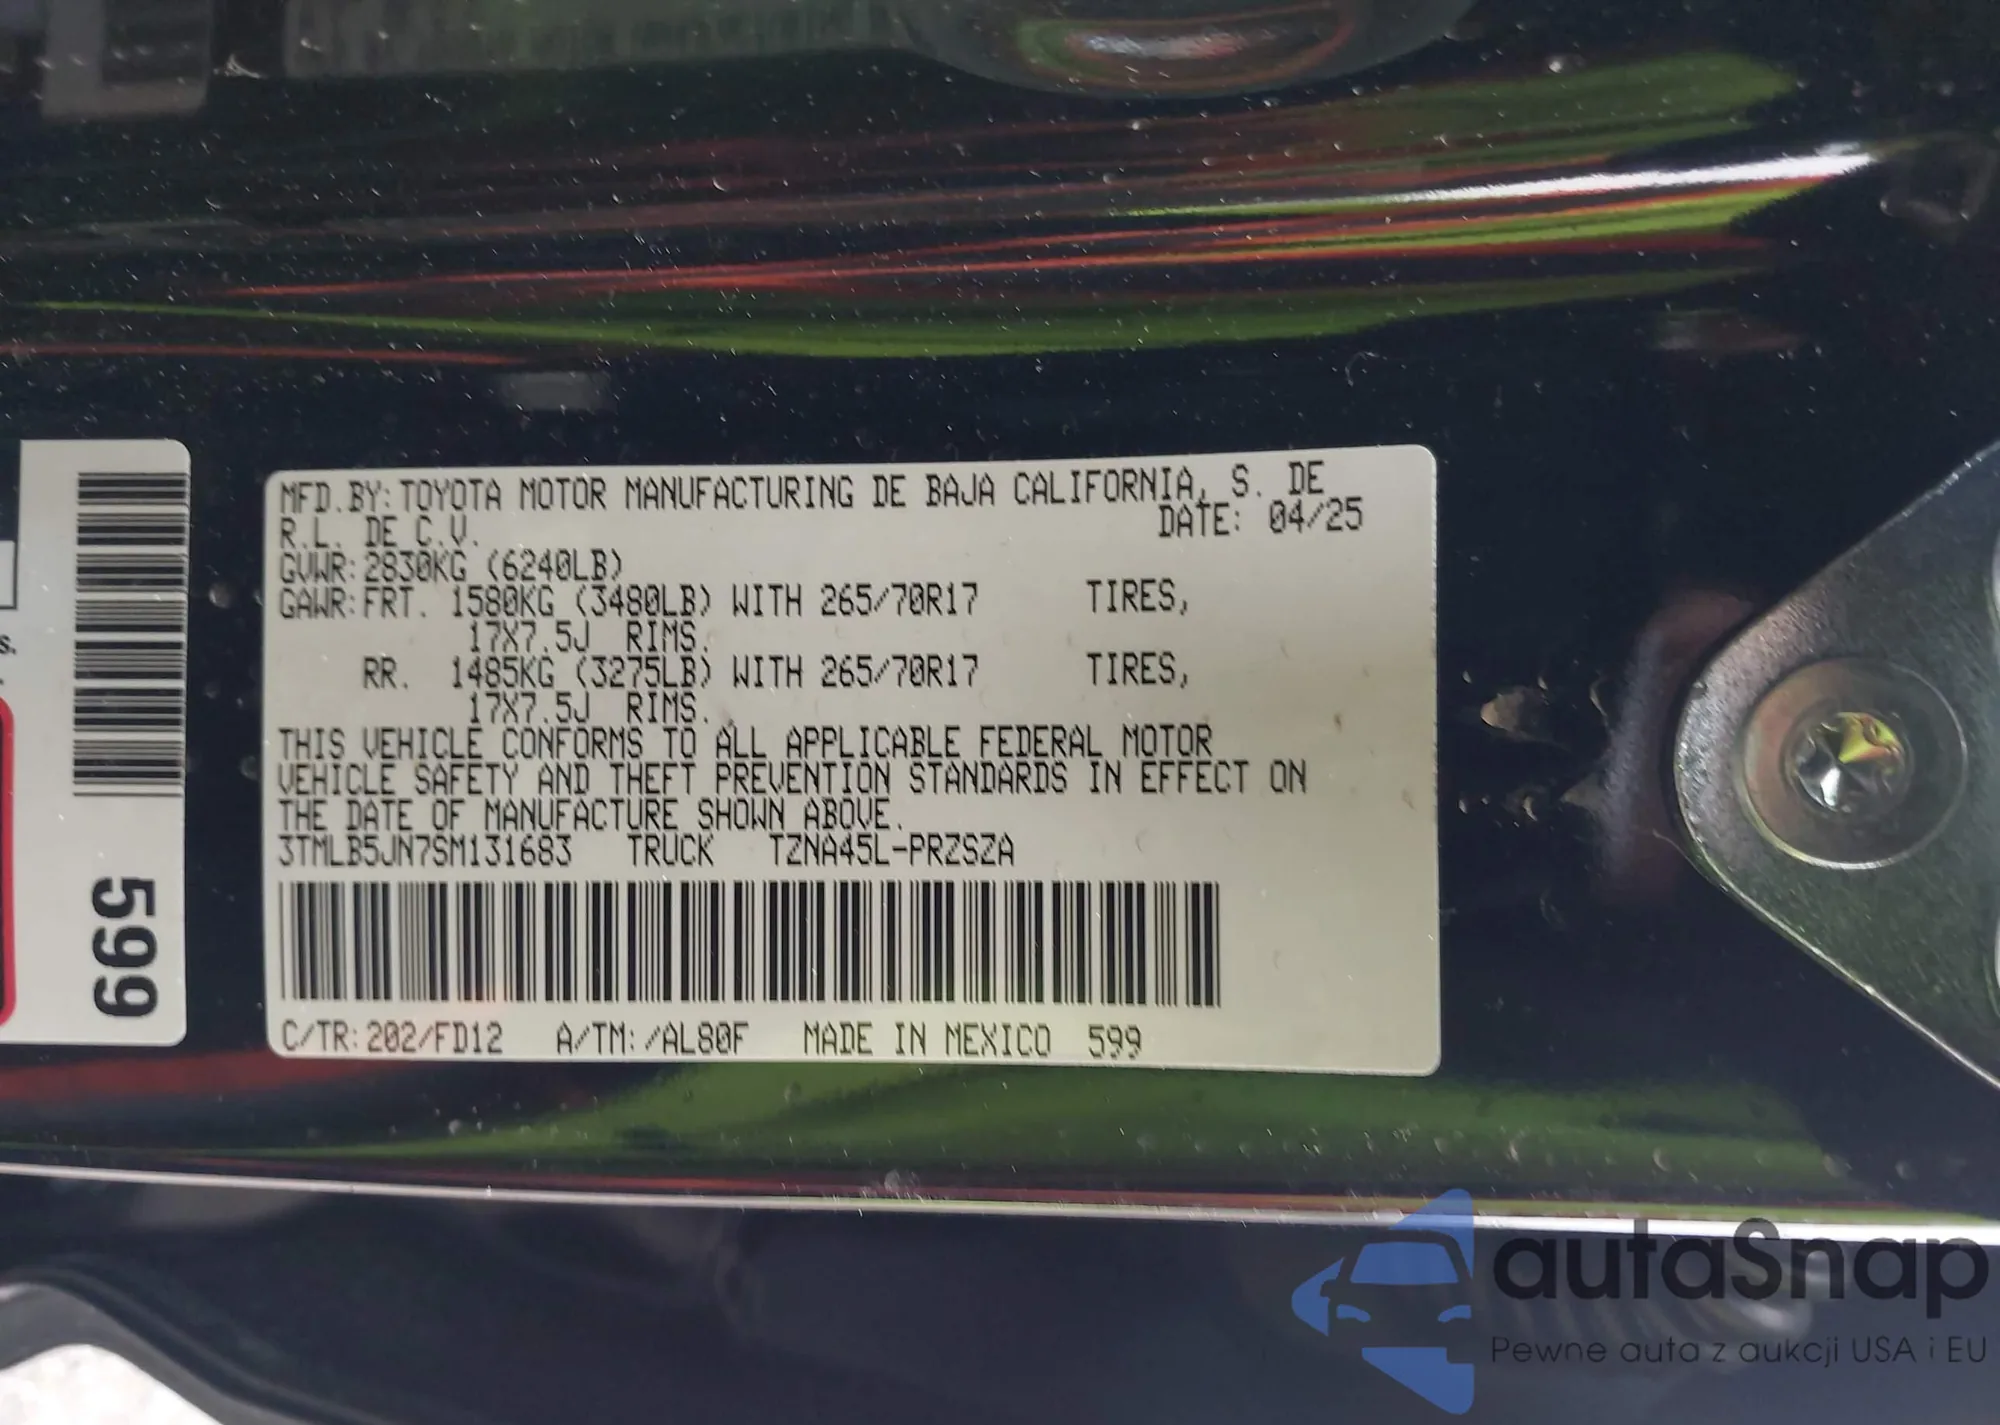 MFD.BY:TOYOTA MOTOR MANUFACTURING DE BAJA CALIFORNIA, S. DE
R.L. DE C.V.
DATE: 04/25
GVWR:2830KG (6240LB)
GAWR:FRT. 1580KG (3480LB) WITH 265/70R17 TIRES,
17X7.5J RIMS.
RR. 1485KG (3275LB) WITH 265/70R17 TIRES,
17X7.5J RIMS.
THIS VEHICLE CONFORMS TO ALL APPLICABLE FEDERAL MOTOR
VEHICLE SAFETY AND THEFT PREVENTION STANDARDS IN EFFECT ON
THE DATE OF MANUFACTURE SHOWN ABOVE.
3TMLB5JN7SM131683 TRUCK TZNA45L-PRZSZA
C/TR:202/FD12 A/TM:/AL80F MADE IN MEXICO 599
599
s.
autaSnap
Pewne auta z aukcji USA i EU